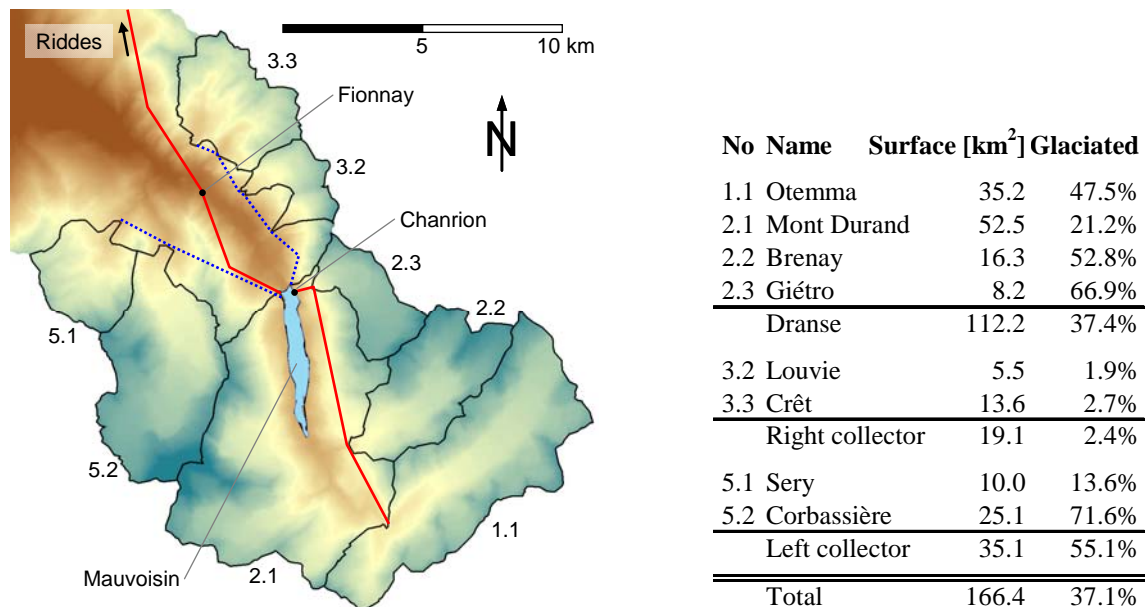 Riddes
5
10 km
3.3
Fionnay
N
3.2
Chanrion
2.3
2.2
5.1
5.2
1.1
2.1
Mauvoisin
No Name Surface [km²] Glaciated
1.1 Otemma 35.2 47.5%
2.1 Mont Durand 52.5 21.2%
2.2 Brenay 16.3 52.8%
2.3 Giétro 8.2 66.9%
Dranse 112.2 37.4%
3.2 Louvie 5.5 1.9%
3.3 Crêt 13.6 2.7%
Right collector 19.1 2.4%
5.1 Sery 10.0 13.6%
5.2 Corbassière 25.1 71.6%
Left collector 35.1 55.1%
Total 166.4 37.1%